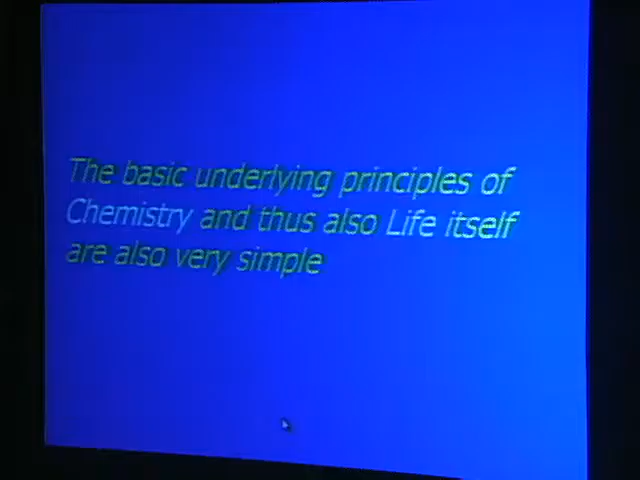 The basic underlying principles of
Chemistry and thus also Life itself
are also very simple